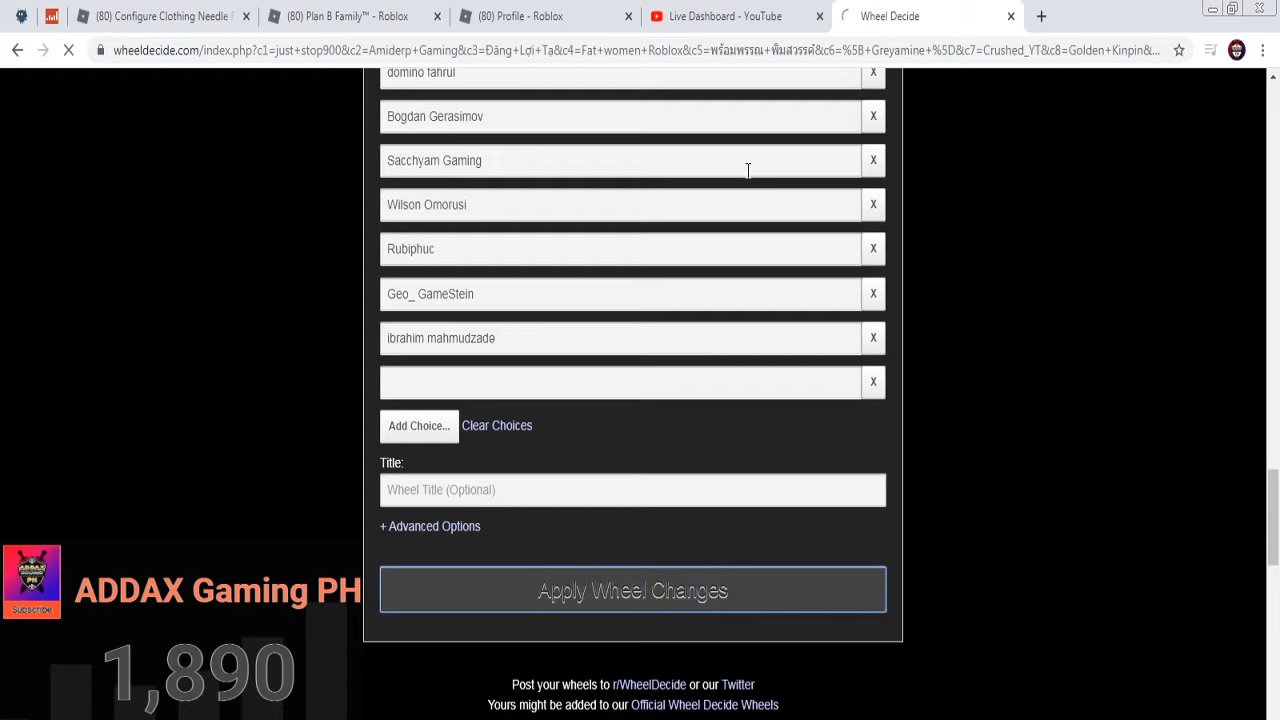 (80) Configure Clothing Needle F
(80) Plan B Family™ - Roblox
(80) Profile - Roblox
Live Dashboard - YouTube
Wheel Decide
wheeldecide.com/index.php?c1=just+stop900&c2=Amiderp+Gaming&c3=Đăng+Lợi+Tạ&c4=Fat+women+Roblox&c5=พร้อมพรรณ+พิมสวรรค์&c6=%5B+Greyamine+%5D&c7=Crushed_YT&c8=Golden+Kinpin+&c9=...
domino fahrul X
Bogdan Gerasimov X
Sacchyam Gaming X
Wilson Omorusi X
Rubiphuc X
Geo_ GameStein X
ibrahim mahmudzadə X
X
Add Choice... Clear Choices
Title:
Wheel Title (Optional)
+ Advanced Options
Apply Wheel Changes
Subscribe
ADDAX Gaming PH
1,890
Post your wheels to r/WheelDecide or our Twitter
Yours might be added to our Official Wheel Decide Wheels